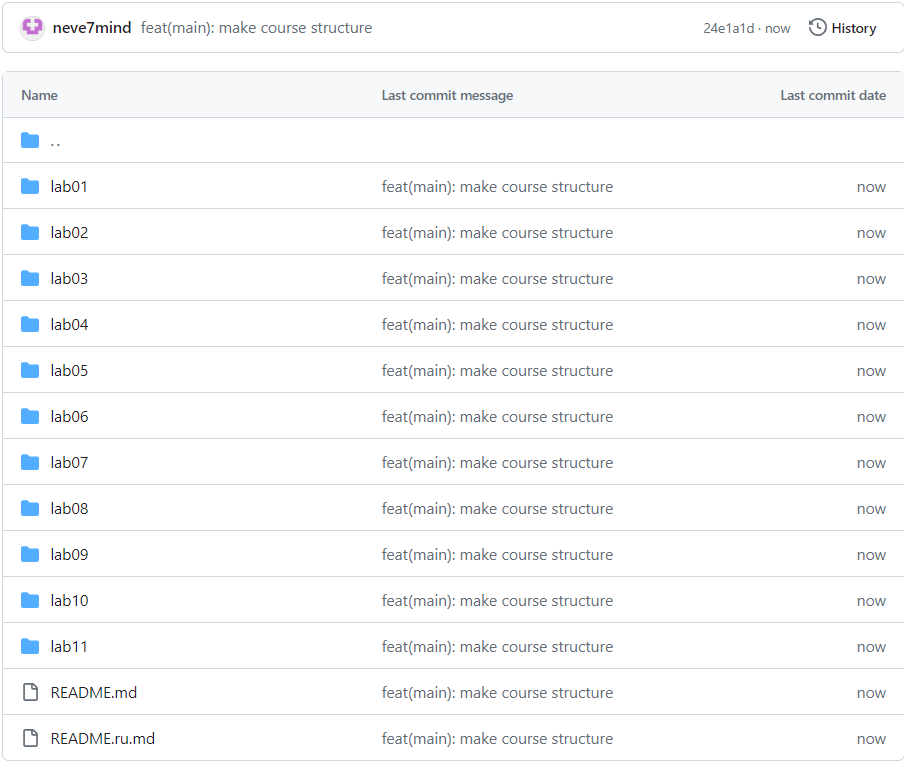 neve7mind feat(main): make course structure 24e1a1d · now History
Name Last commit message Last commit date
..
lab01 feat(main): make course structure now
lab02 feat(main): make course structure now
lab03 feat(main): make course structure now
lab04 feat(main): make course structure now
lab05 feat(main): make course structure now
lab06 feat(main): make course structure now
lab07 feat(main): make course structure now
lab08 feat(main): make course structure now
lab09 feat(main): make course structure now
lab10 feat(main): make course structure now
lab11 feat(main): make course structure now
README.md feat(main): make course structure now
README.ru.md feat(main): make course structure now